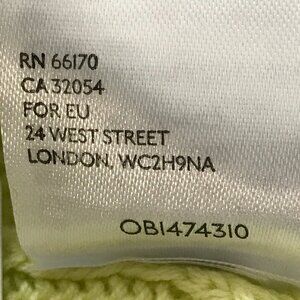 RN 66170
CA 32054
FOR EU
24 WEST STREET
LONDON, WC2H9NA
OB1474310